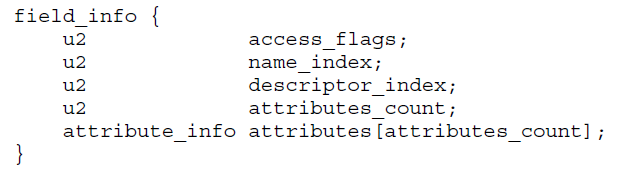 field_info {
    u2             access_flags;
    u2             name_index;
    u2             descriptor_index;
    u2             attributes_count;
    attribute_info attributes[attributes_count];
}